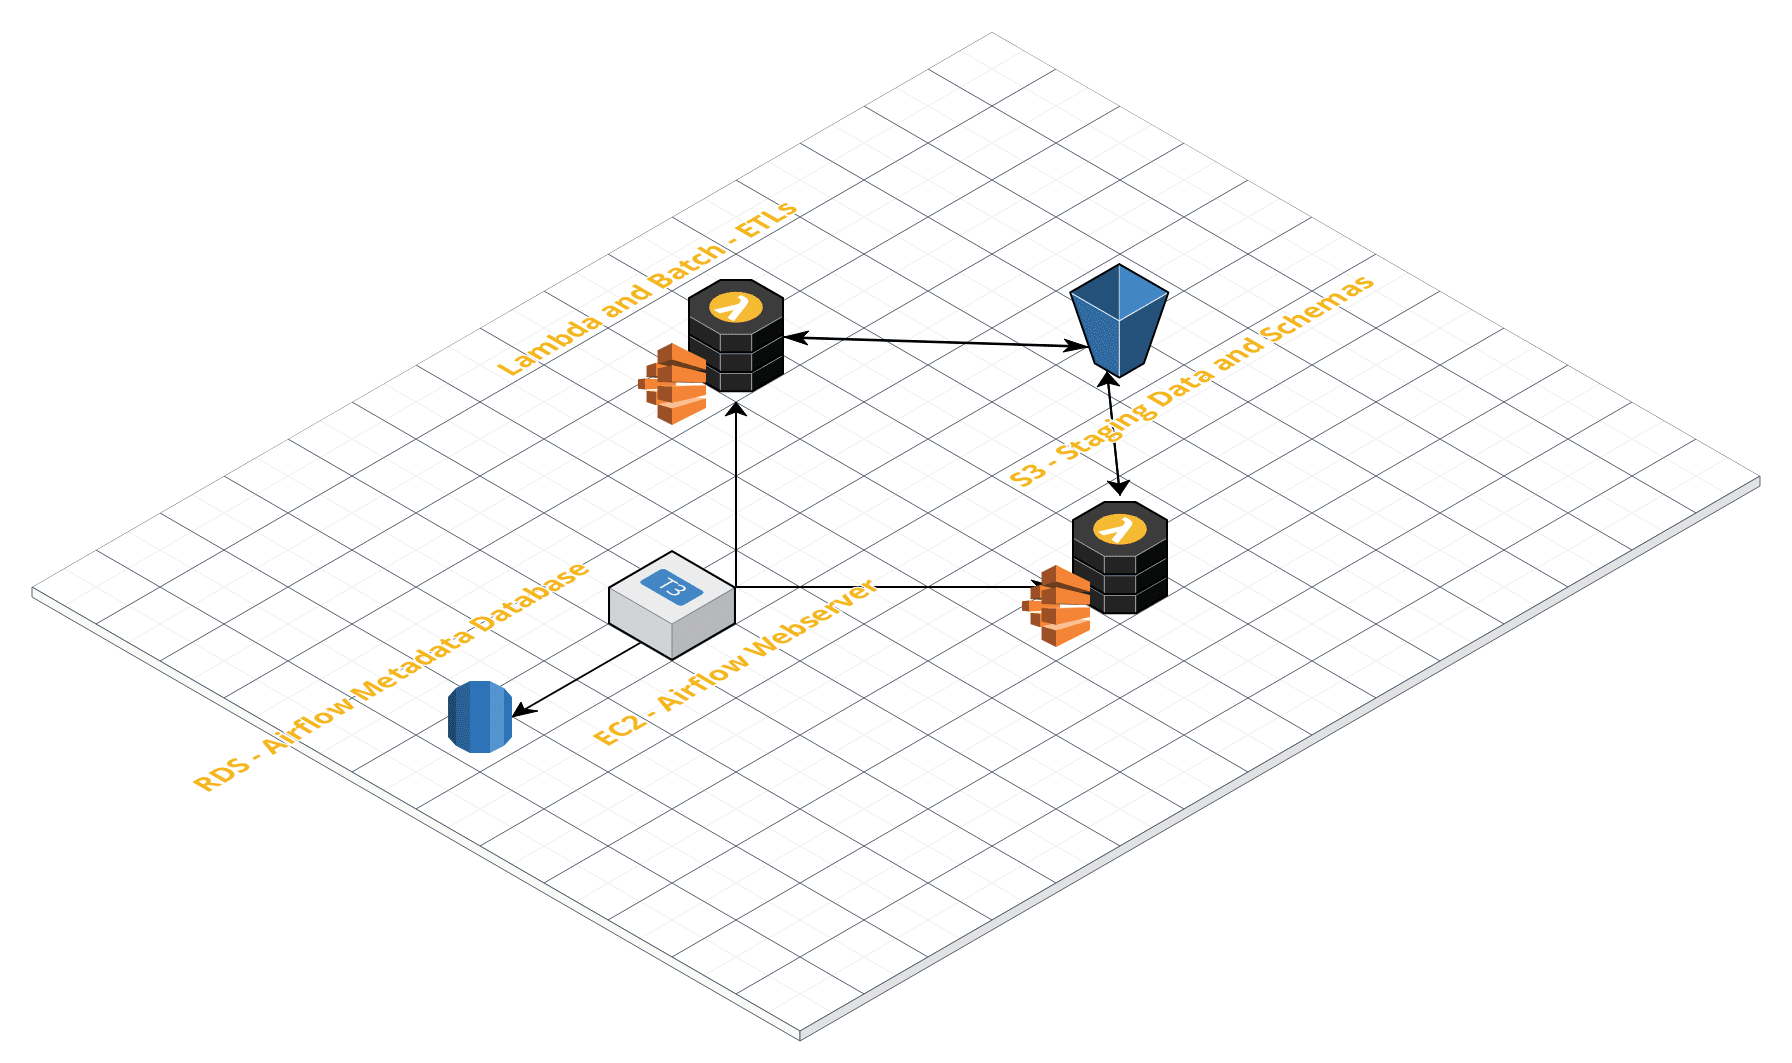 Lambda and Batch - ETLs
S3 - Staging Data and Schemas
RDS - Airflow Metadata Database
T3
EC2 - Airflow Webserver